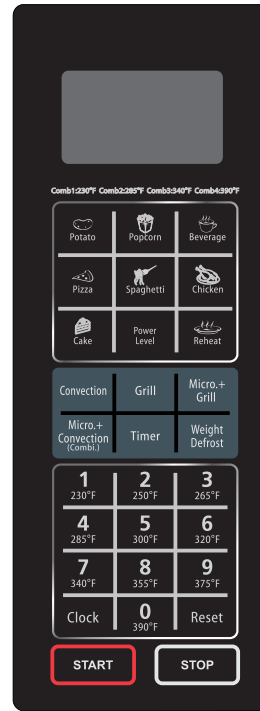 Comb1:230°F Comb2:285°F Comb3:340°F Comb4:390°F
Potato Popcorn Beverage
Pizza Spaghetti Chicken
Cake Power Level Reheat
Convection Grill Micro.+ Grill
Micro.+ Convection (Combi.) Timer Weight Defrost
1 2 3
230°F 250°F 265°F
4 5 6
285°F 300°F 320°F
7 8 9
340°F 355°F 375°F
Clock 0 390°F Reset
START STOP